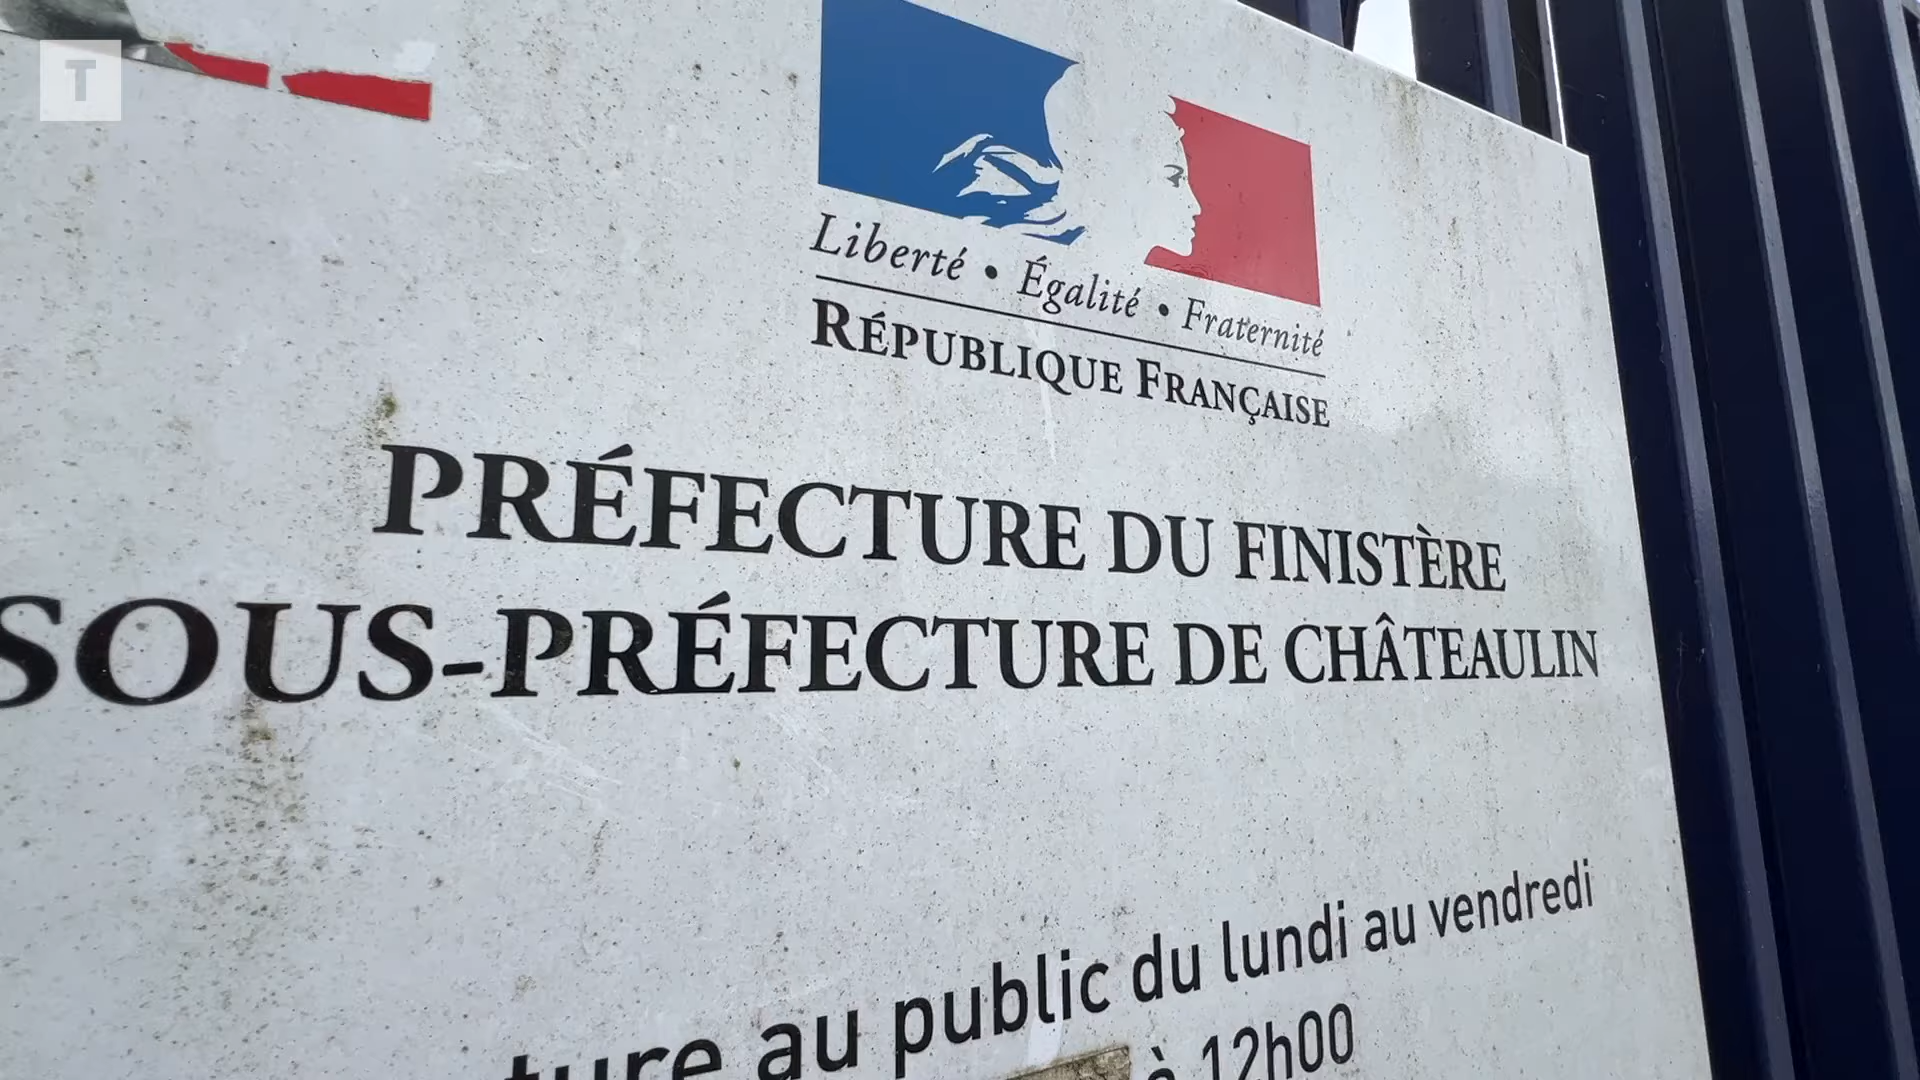 T
Liberté • Égalité • Fraternité
RÉPUBLIQUE FRANÇAISE
PRÉFECTURE DU FINISTÈRE
SOUS-PRÉFECTURE DE CHÂTEAULIN
au public du lundi au vendredi
à 12h00